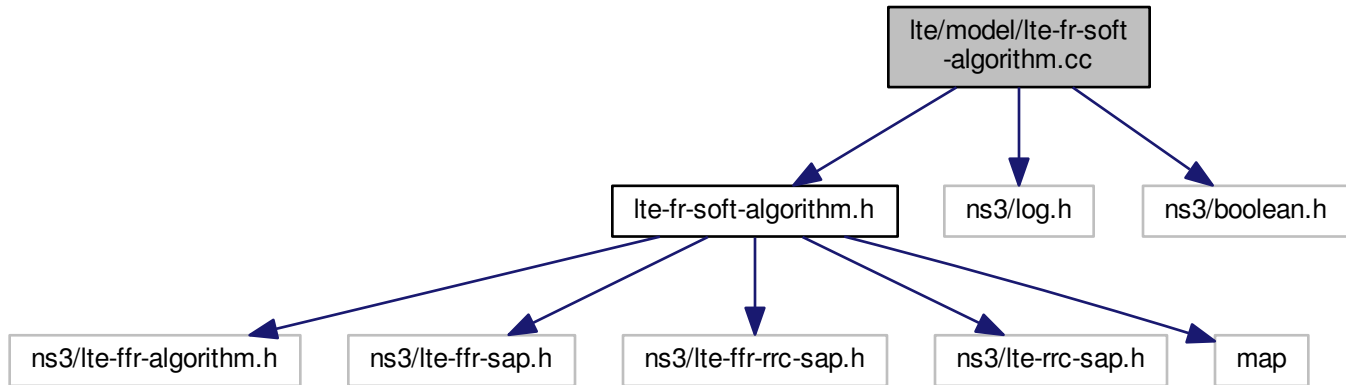 lte/model/lte-fr-soft
-algorithm.cc
lte-fr-soft-algorithm.h
ns3/log.h
ns3/boolean.h
ns3/lte-ffr-algorithm.h
ns3/lte-ffr-sap.h
ns3/lte-ffr-rrc-sap.h
ns3/lte-rrc-sap.h
map